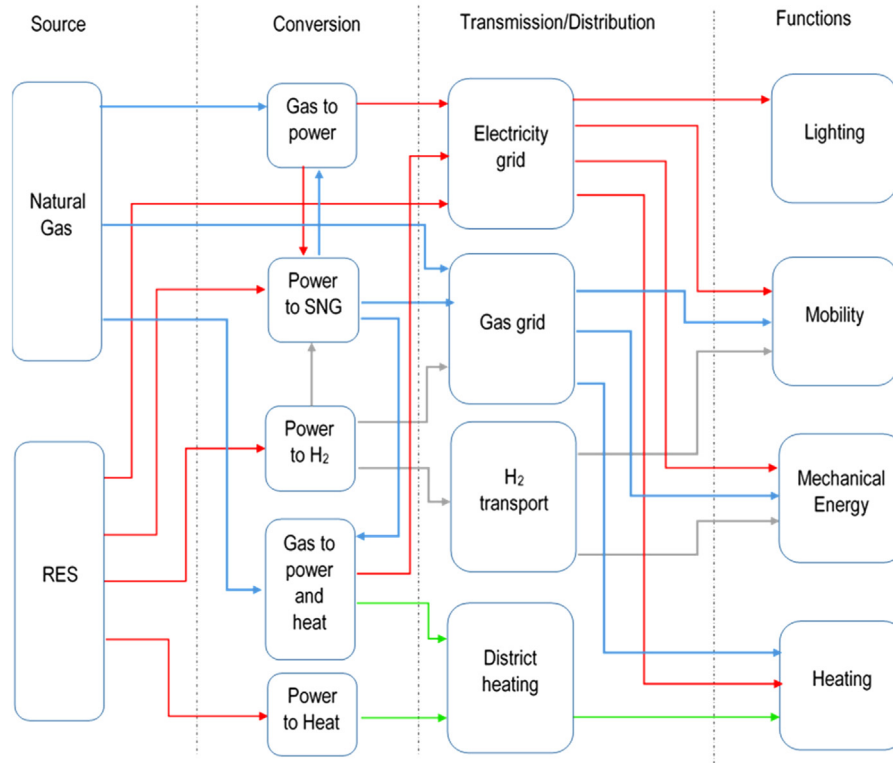 Source
Conversion
Transmission/Distribution
Functions
Natural
Gas
RES
Gas to
power
Power
to SNG
Power
to H₂
Gas to
power
and
heat
Power
to Heat
Electricity
grid
Gas grid
H₂
transport
District
heating
Lighting
Mobility
Mechanical
Energy
Heating